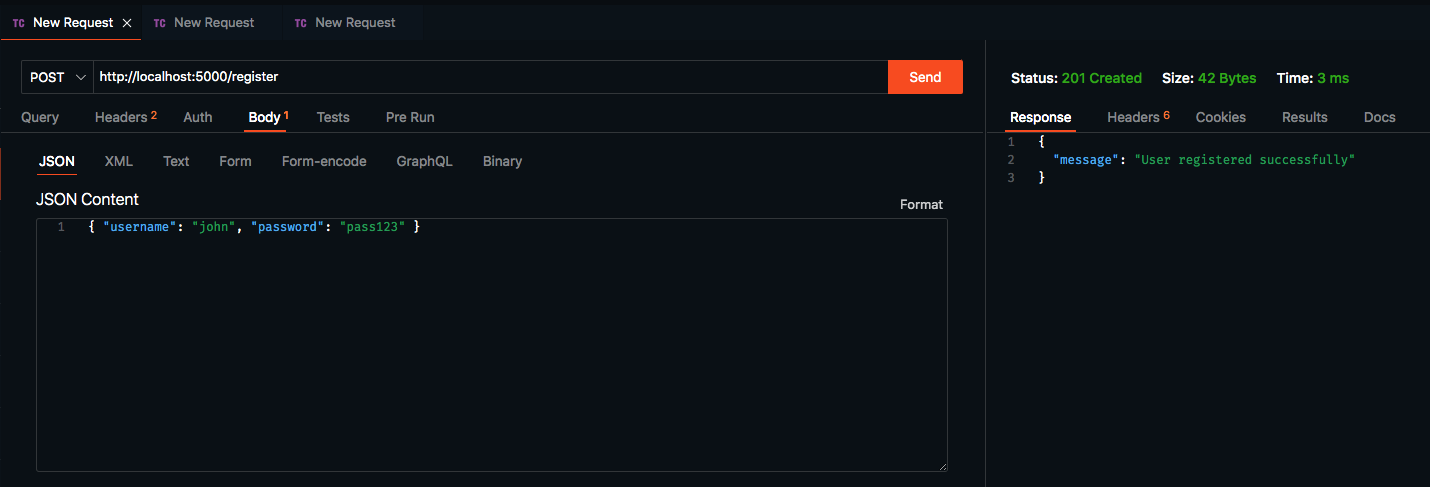 TC New Request × TC New Request TC New Request
POST http://localhost:5000/register Send
Status: 201 Created Size: 42 Bytes Time: 3 ms
Query Headers 2 Auth Body 1 Tests Pre Run
Response Headers 6 Cookies Results Docs
JSON XML Text Form Form-encode GraphQL Binary
JSON Content
Format
1 { "username": "john", "password": "pass123" }
1 {
2 "message": "User registered successfully"
3 }